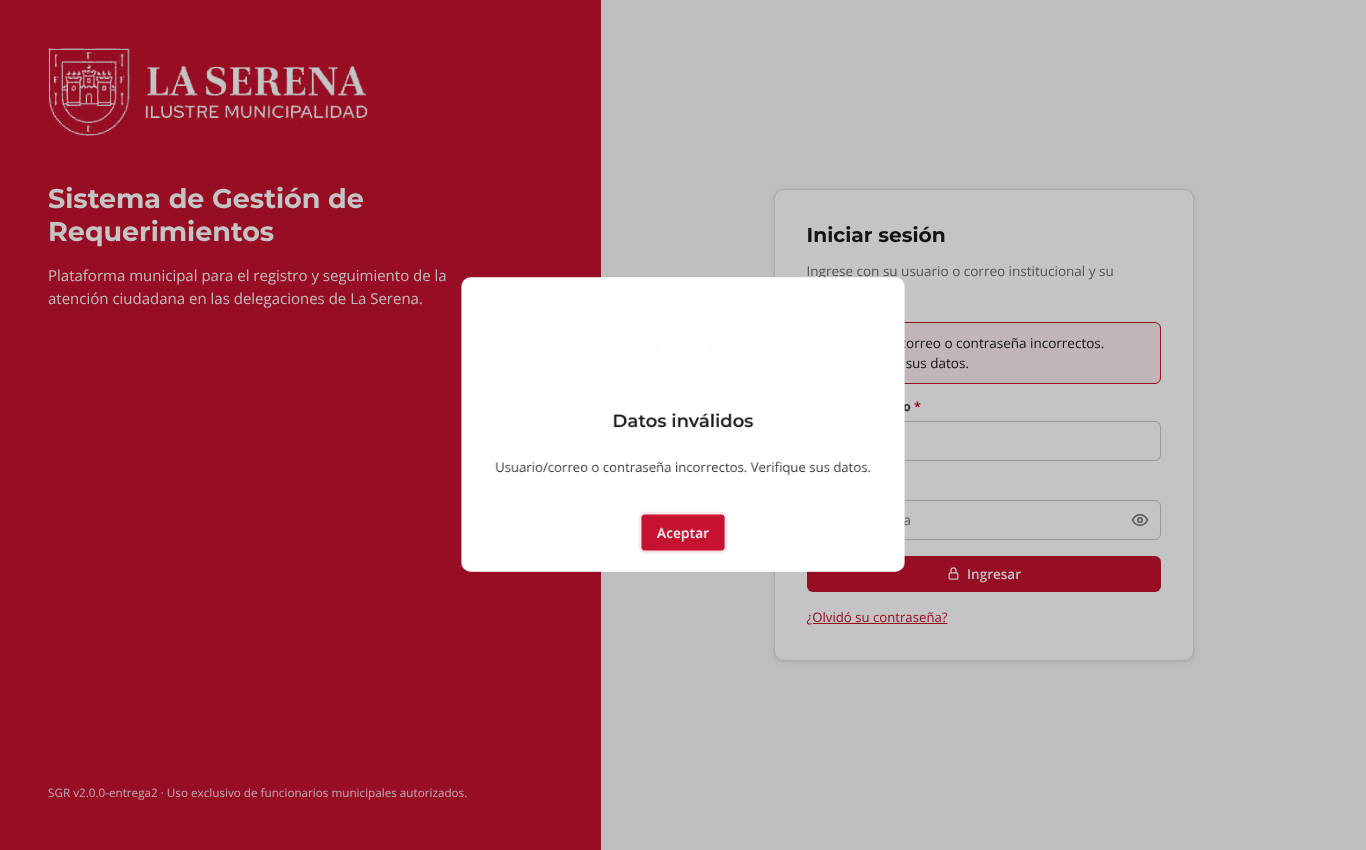 LA SERENA
ILUSTRE MUNICIPALIDAD
Sistema de Gestión de
Requerimientos
Plataforma municipal para el registro y seguimiento de la
atención ciudadana en las delegaciones de La Serena.
SGR v2.0.0-entrega2 · Uso exclusivo de funcionarios municipales autorizados.
Iniciar sesión
Ingrese con su usuario o correo institucional y su
correo o contraseña incorrectos.
sus datos.
o *
a
Ingresar
¿Olvidó su contraseña?
Datos inválidos
Usuario/correo o contraseña incorrectos. Verifique sus datos.
Aceptar